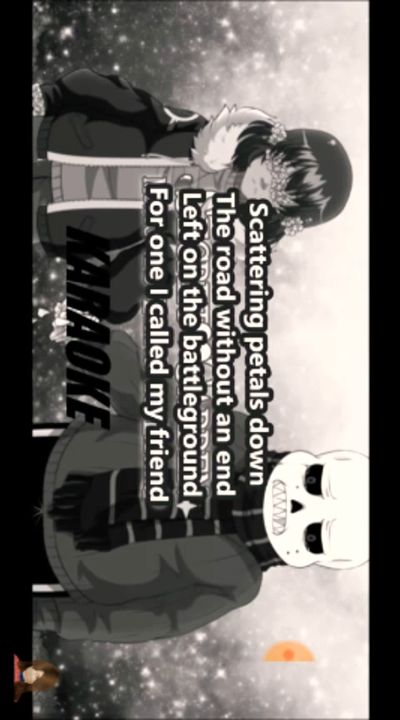 Scattering petals down
The road without an end
Left on the battleground
For one I called my friend
KARAOKE